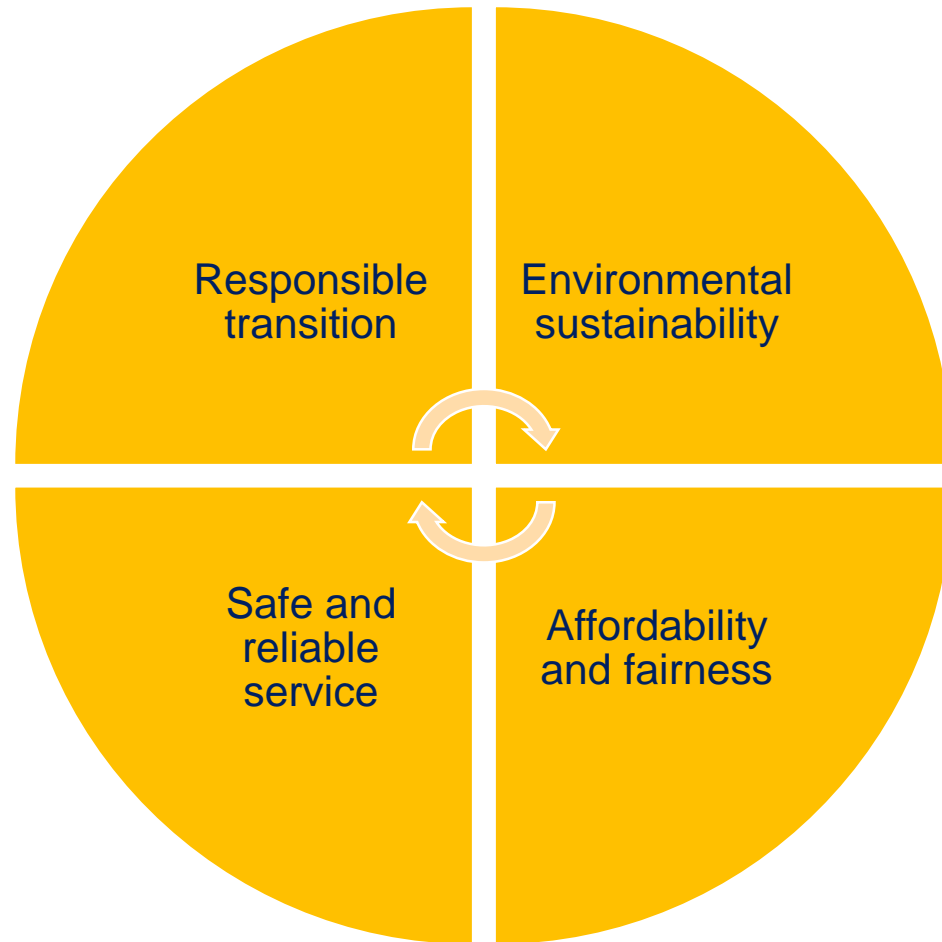 Responsible
transition
Environmental
sustainability
Safe and
reliable
service
Affordability
and fairness